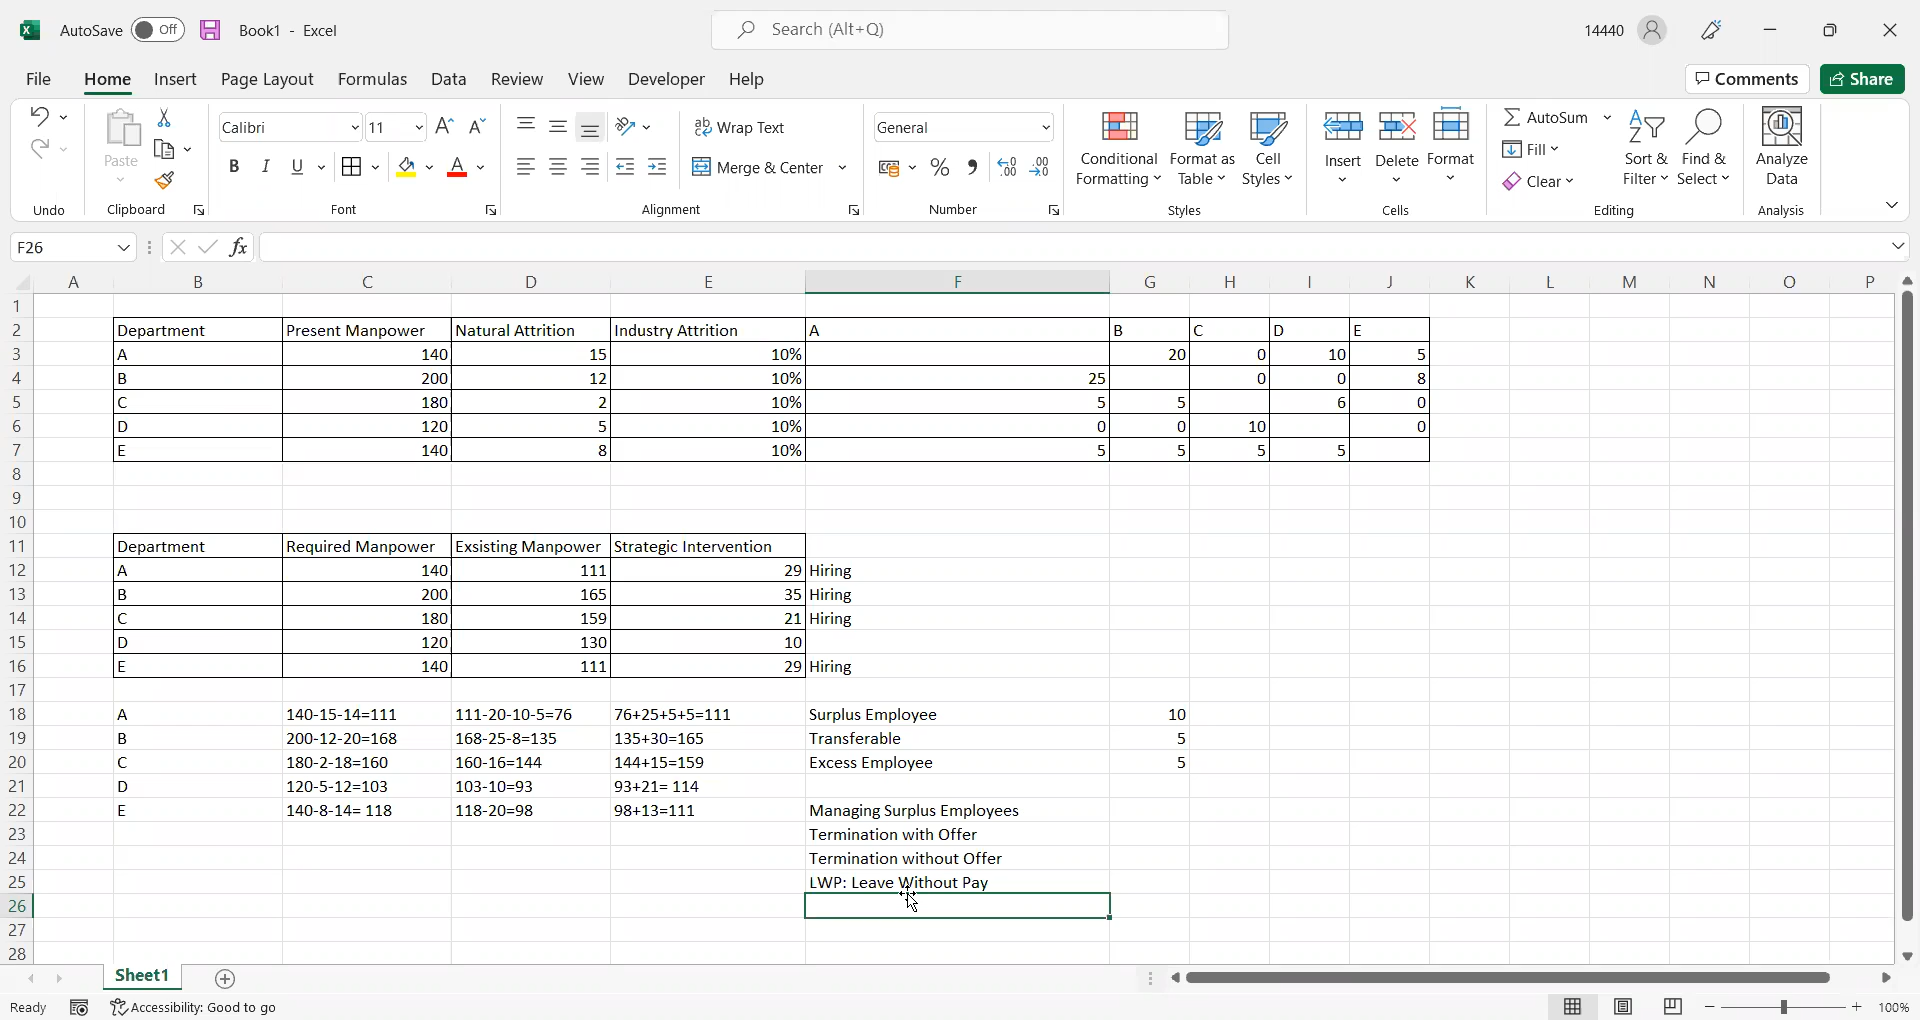 AutoSave Off Book1 - Excel Search (Alt+Q) 14440
File Home Insert Page Layout Formulas Data Review View Developer Help Comments Share
Calibri 11 ab Wrap Text General AutoSum
Paste B I U A Merge & Center % Conditional Formatting Format as Table Cell Styles Insert Delete Format Fill Clear Sort & Filter Find & Select Analyze Data
Undo Clipboard Font Alignment Number Styles Cells Editing Analysis
F26 fx
A B C D E F G H I J K L M N O P
1
2 Department Present Manpower Natural Attrition Industry Attrition A B C D E
3 A 140 15 10% 20 0 10 5
4 B 200 12 10% 25 0 0 8
5 C 180 2 10% 5 5 6 0
6 D 120 5 10% 0 0 10 0
7 E 140 8 10% 5 5 5 5
8
9
10
11 Department Required Manpower Exsisting Manpower Strategic Intervention
12 A 140 111 29 Hiring
13 B 200 165 35 Hiring
14 C 180 159 21 Hiring
15 D 120 130 10
16 E 140 111 29 Hiring
17
18 A 140-15-14=111 111-20-10-5=76 76+25+5+5=111 Surplus Employee 10
19 B 200-12-20=168 168-25-8=135 135+30=165 Transferable 5
20 C 180-2-18=160 160-16=144 144+15=159 Excess Employee 5
21 D 120-5-12=103 103-10=93 93+21= 114
22 E 140-8-14= 118 118-20=98 98+13=111 Managing Surplus Employees
23 Termination with Offer
24 Termination without Offer
25 LWP: Leave Without Pay
26
27
28
Sheet1
Ready Accessibility: Good to go 100%